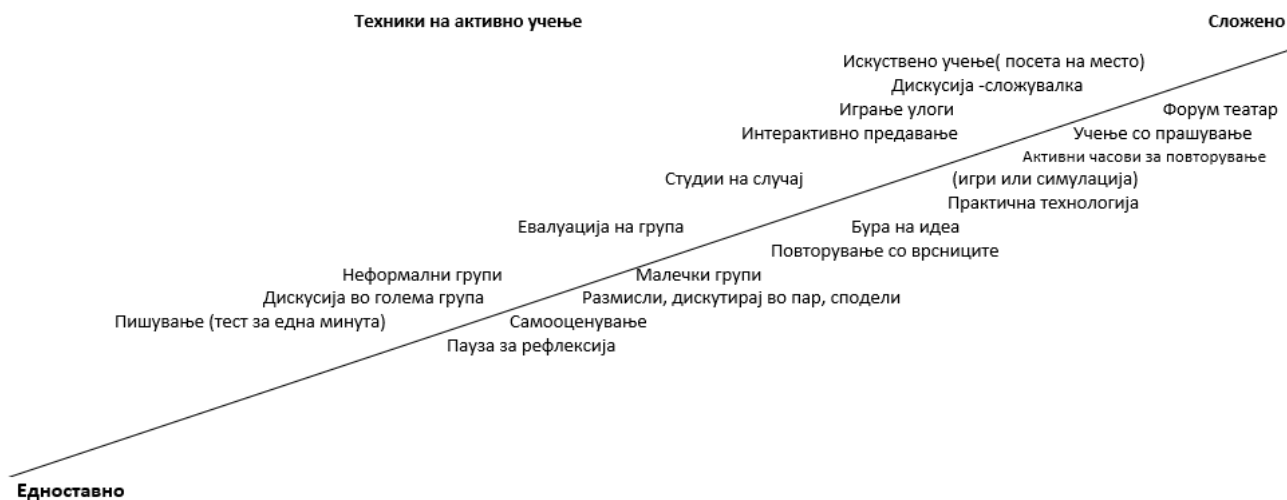 Техники на активно учење
Сложено
Искуствено учење( посета на место)
Дискусија -сложувалка
Играње улоги
Форум театар
Интерактивно предавање
Учење со прашување
Активни часови за повторување
Студии на случај
(игри или симулација)
Практична технологија
Евалуација на група
Бура на идеа
Повторување со врсниците
Неформални групи
Малечки групи
Дискусија во голема група
Размисли, дискутирај во пар, сподели
Пишување (тест за една минута)
Самооценување
Пауза за рефлексија
Едноставно